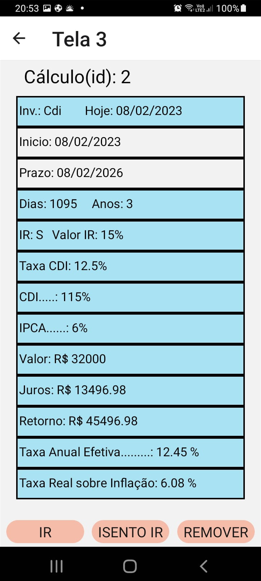 20:53 100%
Tela 3
Cálculo(id): 2
Inv.: Cdi Hoje: 08/02/2023
Inicio: 08/02/2023
Prazo: 08/02/2026
Dias: 1095 Anos: 3
IR: S Valor IR: 15%
Taxa CDI: 12.5%
CDI.....: 115%
IPCA......: 6%
Valor: R$ 32000
Juros: R$ 13496.98
Retorno: R$ 45496.98
Taxa Anual Efetiva.........: 12.45 %
Taxa Real sobre Inflação: 6.08 %
IR ISENTO IR REMOVER